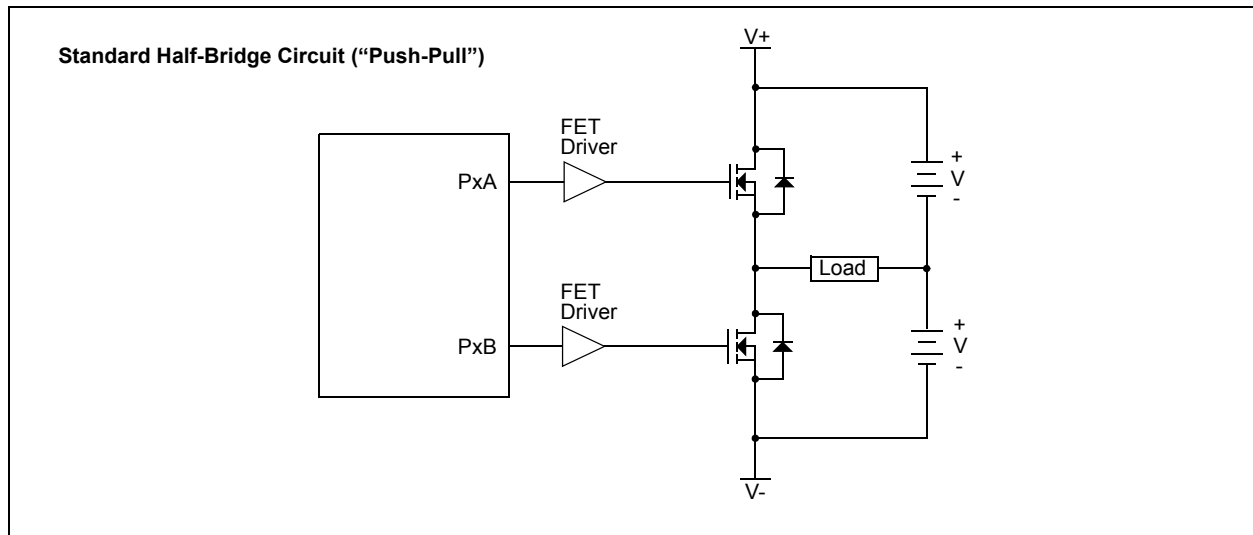 Standard Half-Bridge Circuit (“Push-Pull”)
V+
FET
Driver
PxA
+
V
-
Load
FET
Driver
PxB
+
V
-
V-